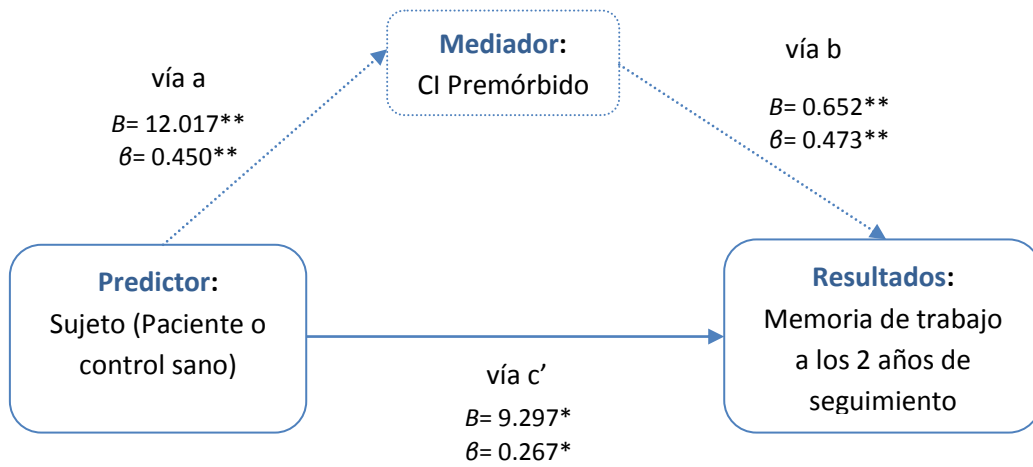 Mediador:
CI Premórbido
vía a
B= 12.017**
β= 0.450**
vía b
B= 0.652**
β= 0.473**
Predictor:
Sujeto (Paciente o
control sano)
Resultados:
Memoria de trabajo
a los 2 años de
seguimiento
vía c’
B= 9.297*
β= 0.267*